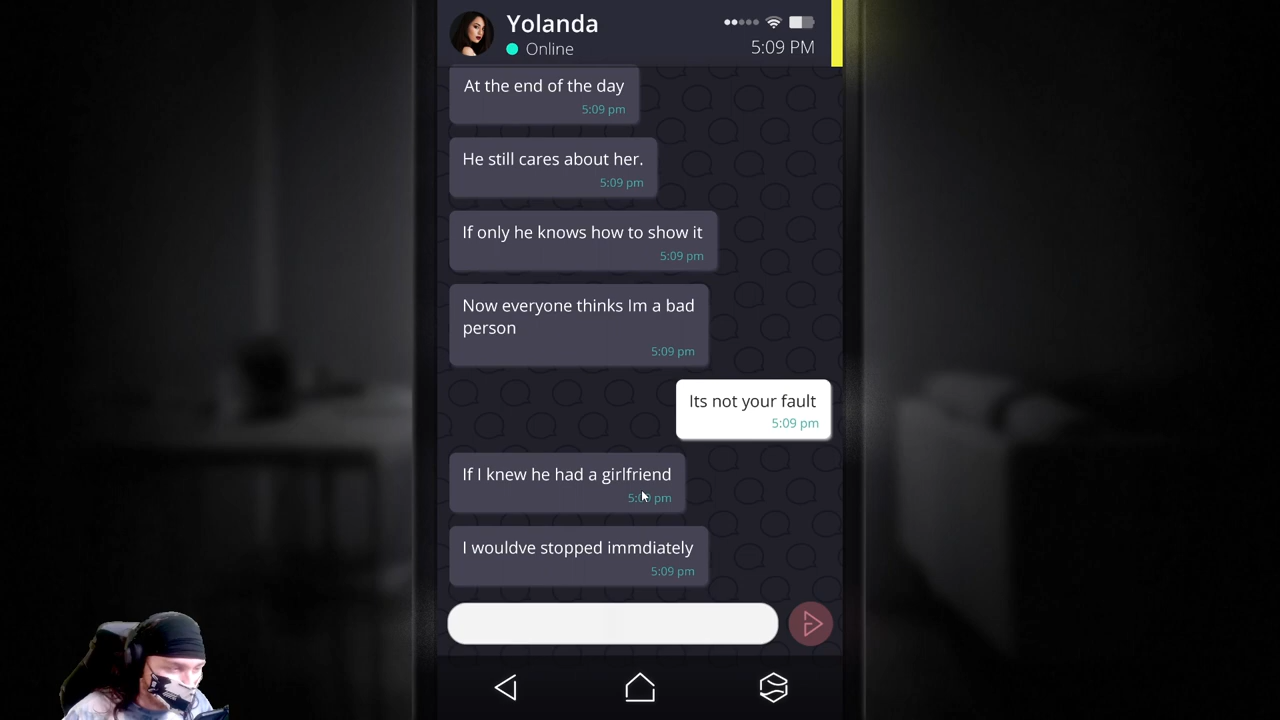 Yolanda
Online
5:09 PM
At the end of the day
5:09 pm
He still cares about her.
5:09 pm
If only he knows how to show it
5:09 pm
Now everyone thinks Im a bad
person
5:09 pm
Its not your fault
5:09 pm
If I knew he had a girlfriend
5:09 pm
I wouldve stopped immdiately
5:09 pm